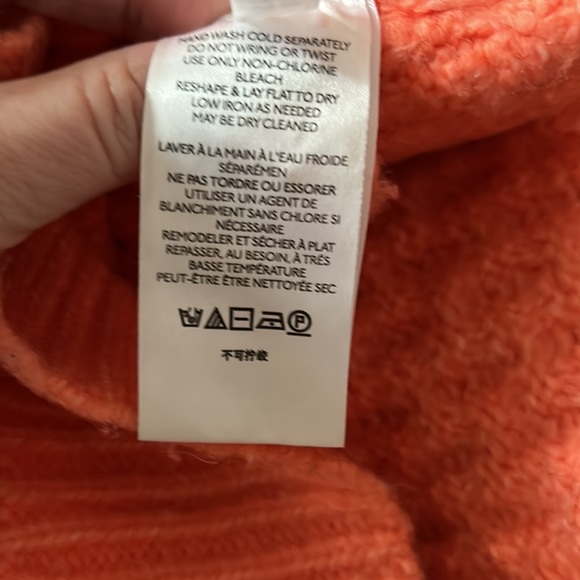 HAND WASH COLD SEPARATELY
DO NOT WRING OR TWIST
USE ONLY NON-CHLORINE
BLEACH
RESHAPE & LAY FLAT TO DRY
LOW IRON AS NEEDED
MAY BE DRY CLEANED
LAVER À LA MAIN À L'EAU FROIDE
SÉPARÉMEN
NE PAS TORDRE OU ESSORER
UTILISER UN AGENT DE
BLANCHIMENT SANS CHLORE SI
NÉCESSAIRE
REMODELER ET SÉCHER À PLAT
REPASSER, AU BESOIN, À TRÉS
BASSE TEMPÉRATURE
PEUT-ÊTRE ÊTRE NETTOYÉE SEC
P
不可拧绞